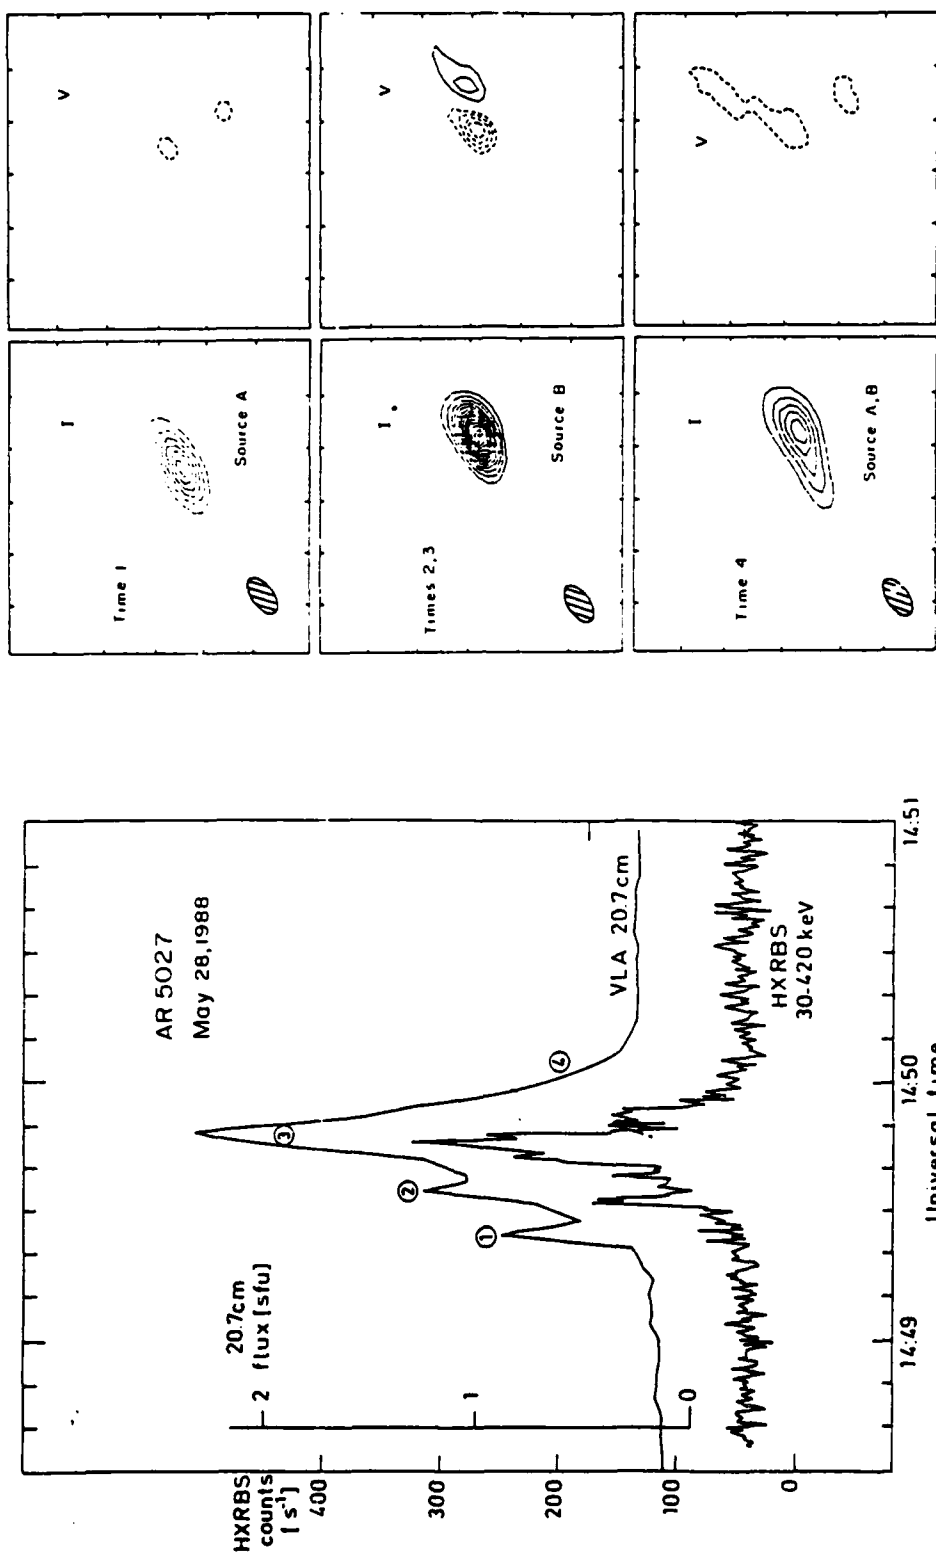 HXRBS
counts
[s⁻¹]
400
300
200
100
0
20.7cm
flux [sfu]
2
1
0
AR 5027
May 28,1988
①
②
③
④
VLA 20.7cm
HXRBS
30-420 keV
14:49
14:50
14:51
Universal time
Time 1
I
Source A
V
Times 2,3
I
Source B
V
Time 4
I
Source A,B
V